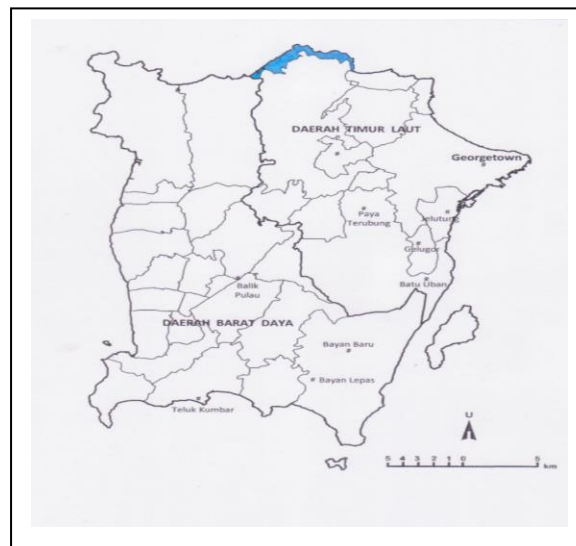 DAERAH TIMUR LAUT
Georgetown
Paya
Terubung
Jelutung
Gelugor
Batu Uban
Balik
Pulau
DAERAH BARAT DAYA
Bayan Baru
Bayan Lepas
Teluk Kumbar
U
5 4 3 2 1 0 5
km